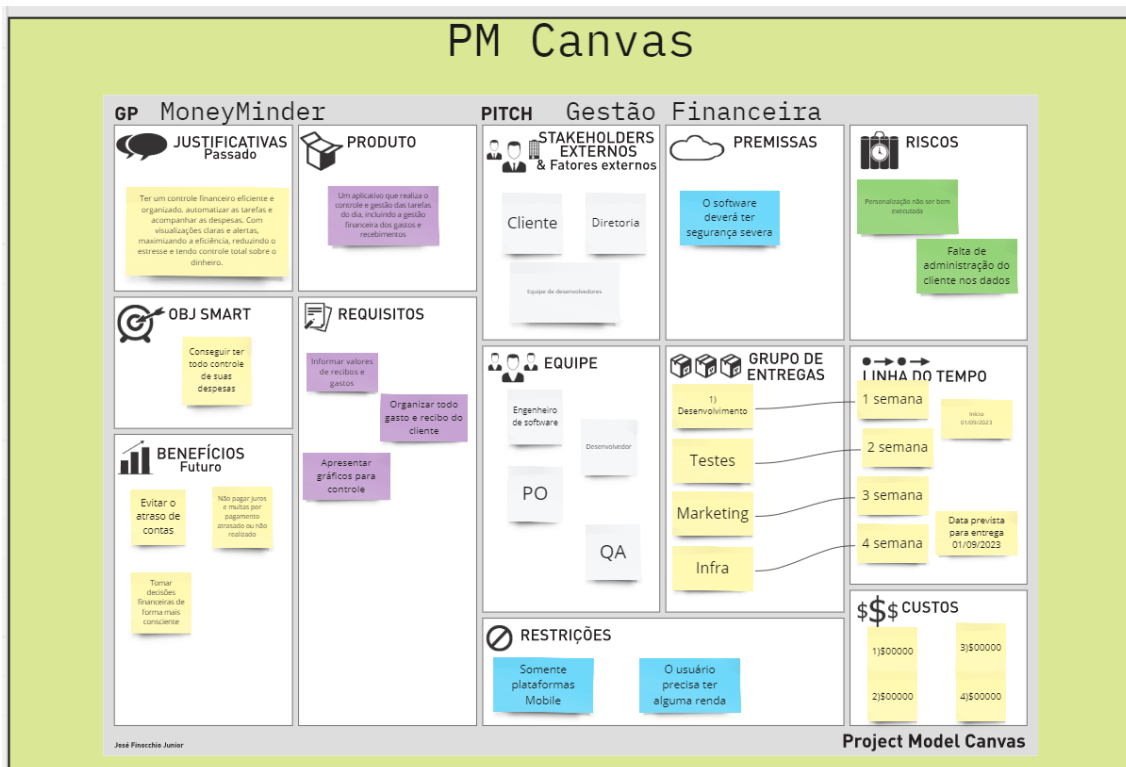 PM Canvas
GP MoneyMinder
PITCH Gestão Financeira
JUSTIFICATIVAS
Passado
Ter um controle financeiro eficiente e
organizado, automatizar as tarefas e
acompanhar as despesas. Com
visualizações claras e alertas,
maximizando a eficiência, reduzindo o
estresse e tendo controle total sobre o
dinheiro.
PRODUTO
Um aplicativo que realiza o
controle e gestão das tarefas
do dia, incluindo a gestão
financeira dos gastos e
recebimentos
STAKEHOLDERS
EXTERNOS
& Fatores externos
Cliente
Diretoria
Equipe de desenvolvedores
PREMISSAS
O software
deverá ter
segurança severa
RISCOS
Personalização não ser bem
executada
Falta de
administração do
cliente nos dados
OBJ SMART
Conseguir ter
todo controle
de suas
despesas
REQUISITOS
Informar valores
de recibos e
gastos
Organizar todo
gasto e recibo do
cliente
Apresentar
gráficos para
controle
BENEFÍCIOS
Futuro
Evitar o
atraso de
contas
Não pagar juros
e multas por
pagamento
atrasado ou não
realizado
Tomar
decisões
financeiras de
forma mais
consciente
EQUIPE
Engenheiro
de software
Desenvolvedor
PO
QA
GRUPO DE
ENTREGAS
1)
Desenvolvimento
Testes
Marketing
Infra
LINHA DO TEMPO
1 semana
Início
01/09/2023
2 semana
3 semana
4 semana
Data prevista
para entrega
01/09/2023
RESTRIÇÕES
Somente
plataformas
Mobile
O usuário
precisa ter
alguma renda
$$$ CUSTOS
1)$00000
3)$00000
2)$00000
4)$00000
José Finocchio Junior
Project Model Canvas